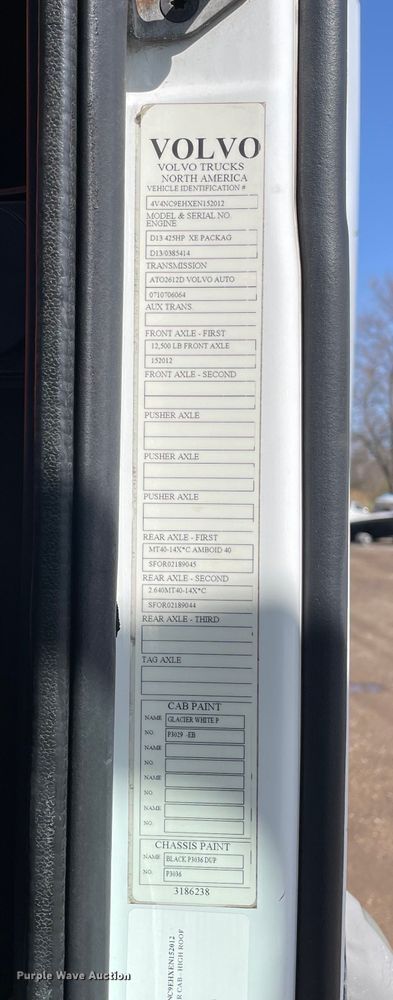 VOLVO
VOLVO TRUCKS
NORTH AMERICA
VEHICLE IDENTIFICATION #
4V4NC9EHXEN152012
MODEL & SERIAL NO.
ENGINE
D13 425HP XE PACKAG
D13/0385414
TRANSMISSION
ATO2612D VOLVO AUTO
0710706064
AUX TRANS.
FRONT AXLE - FIRST
12,500 LB FRONT AXLE
152012
FRONT AXLE - SECOND
PUSHER AXLE
PUSHER AXLE
PUSHER AXLE
REAR AXLE - FIRST
MT40-14X*C AMBOID 40
SFOR02189045
REAR AXLE - SECOND
2.640MT40-14X*C
SFOR02189044
REAR AXLE - THIRD
TAG AXLE
CAB PAINT
NAME GLACIER WHITE P
NO. P3029 -EB
NAME
NO.
NAME
NO.
NAME
NO.
CHASSIS PAINT
NAME BLACK P3036 DUP
NO. P3036
3186238
NC9EHXEN152012
R CAB - HIGH ROOF
Purple Wave Auction